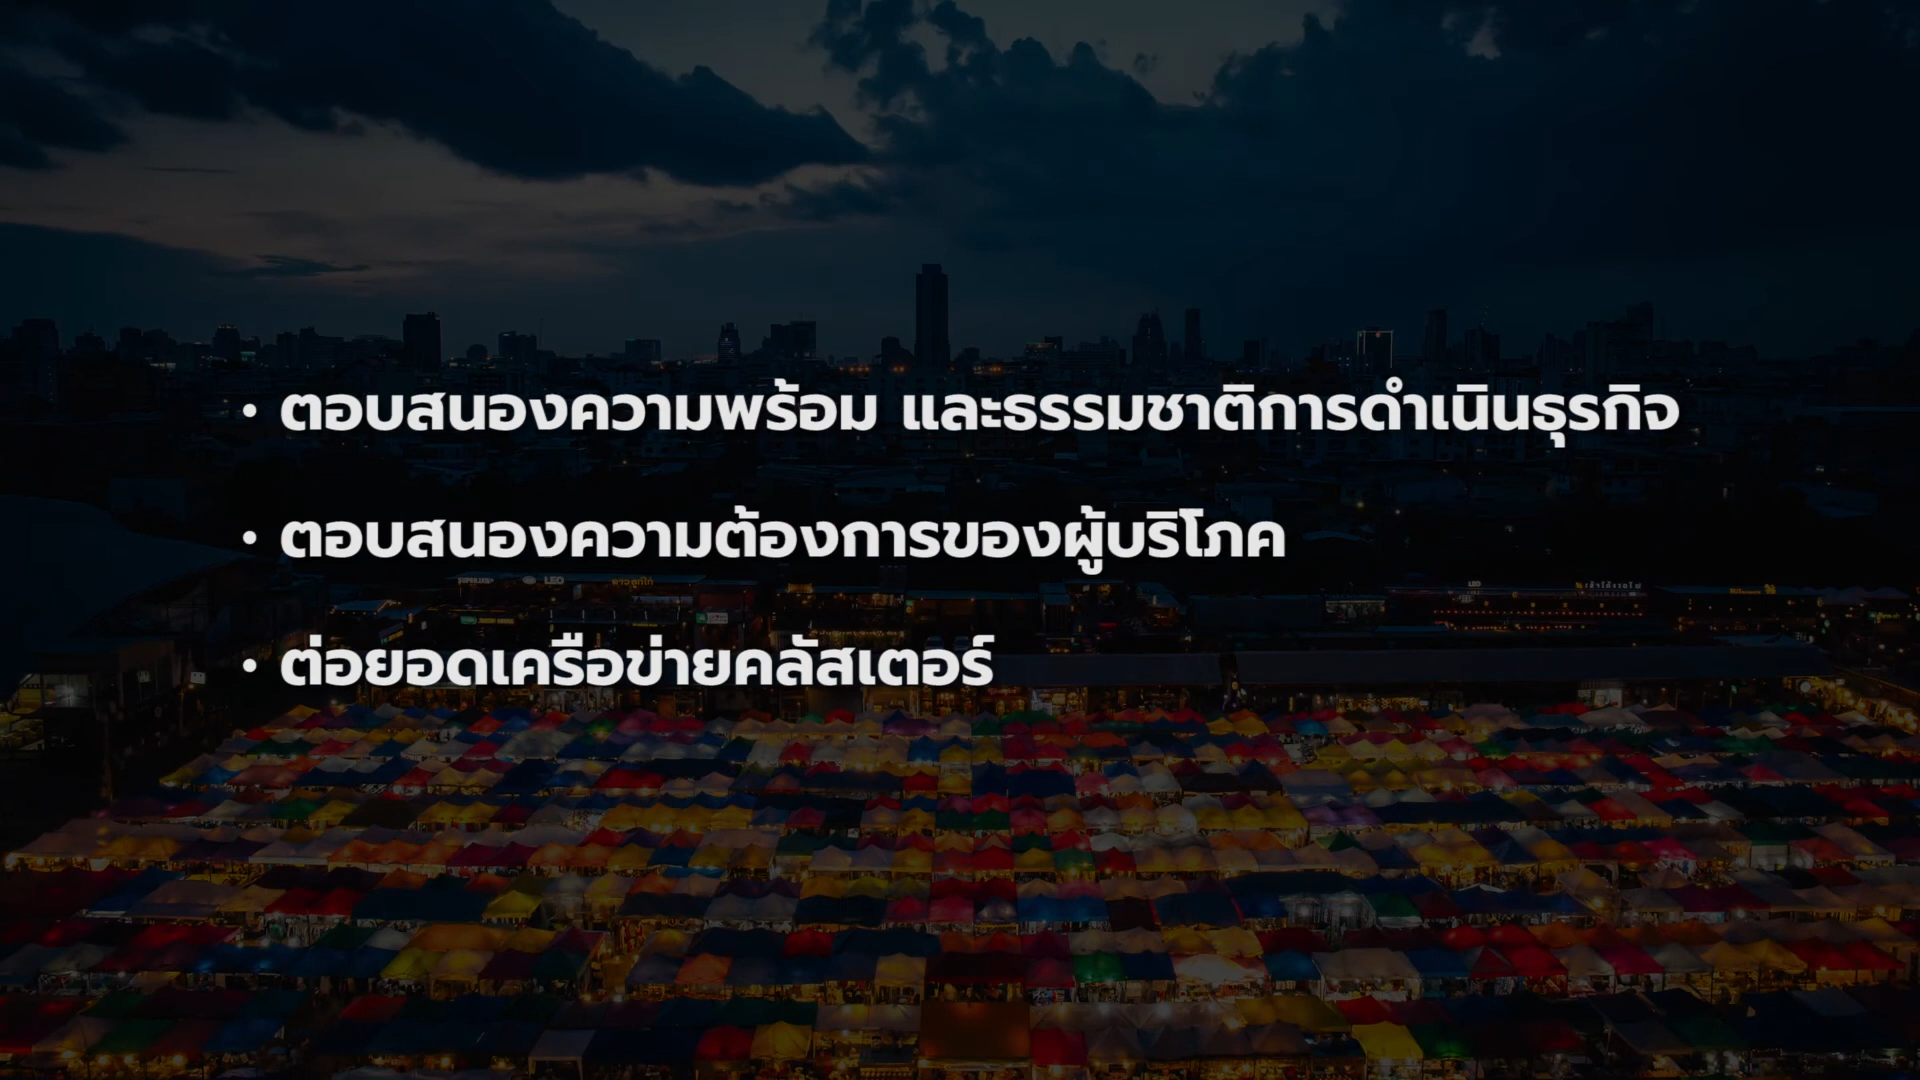 • ตอบสนองความพร้อม และธรรมชาติการดำเนินธุรกิจ
• ตอบสนองความต้องการของผู้บริโภค
• ต่อยอดเครือข่ายคลัสเตอร์
LEO
LEO